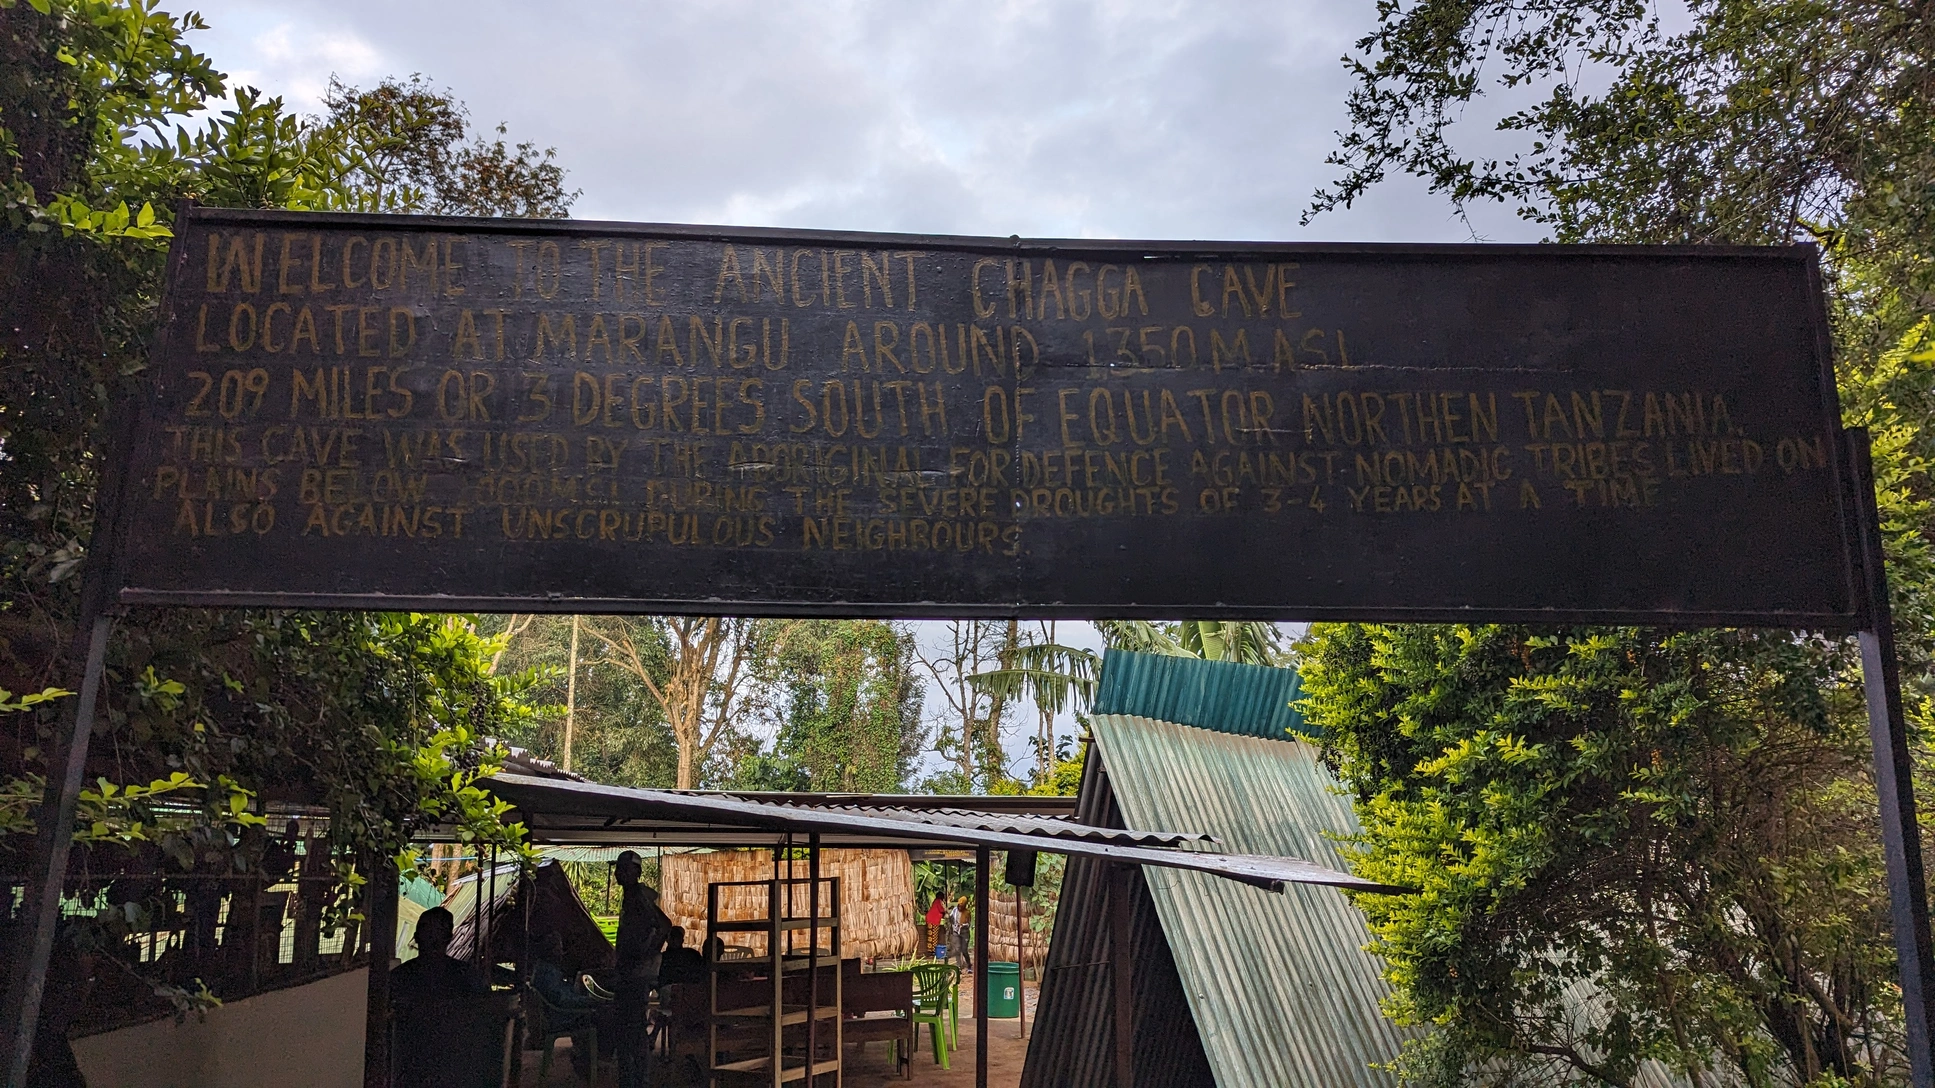 WELCOME TO THE ANCIENT CHAGGA CAVE
LOCATED AT MARANGU AROUND 1350M ASL
209 MILES OR 3 DEGREES SOUTH OF EQUATOR NORTHEN TANZANIA.
THIS CAVE WAS USED BY THE ABORIGINAL FOR DEFENCE AGAINST NOMADIC TRIBES LIVED ON
PLAINS BELOW DURING THE SEVERE DROUGHTS OF 3-4 YEARS AT A TIME
ALSO AGAINST UNSCRUPULOUS NEIGHBOURS